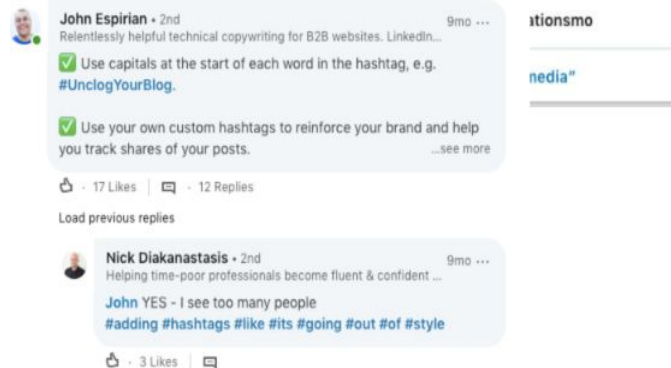 John Espirian • 2nd
9mo ...
Relentlessly helpful technical copywriting for B2B websites. LinkedIn...
✅ Use capitals at the start of each word in the hashtag, e.g.
#UnclogYourBlog.
✅ Use your own custom hashtags to reinforce your brand and help
you track shares of your posts.
...see more
17 Likes
12 Replies
Load previous replies
Nick Diakanastasis • 2nd
9mo ...
Helping time-poor professionals become fluent & confident ...
John YES - I see too many people
#adding #hashtags #like #its #going #out #of #style
3 Likes
ationsmo
nedia"